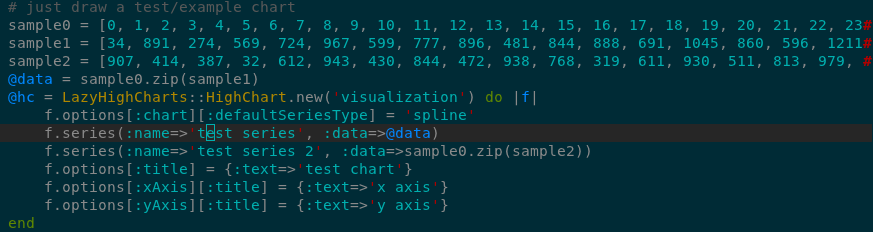 # just draw a test/example chart
sample0 = [0, 1, 2, 3, 4, 5, 6, 7, 8, 9, 10, 11, 12, 13, 14, 15, 16, 17, 18, 19, 20, 21, 22, 23#
sample1 = [34, 891, 274, 569, 724, 967, 599, 777, 896, 481, 844, 888, 691, 1045, 860, 596, 1211#
sample2 = [907, 414, 387, 32, 612, 943, 430, 844, 472, 938, 768, 319, 611, 930, 511, 813, 979, #
@data = sample0.zip(sample1)
@hc = LazyHighCharts::HighChart.new('visualization') do |f|
    f.options[:chart][:defaultSeriesType] = 'spline'
    f.series(:name=>'test series', :data=>@data)
    f.series(:name=>'test series 2', :data=>sample0.zip(sample2))
    f.options[:title] = {:text=>'test chart'}
    f.options[:xAxis][:title] = {:text=>'x axis'}
    f.options[:yAxis][:title] = {:text=>'y axis'}
end